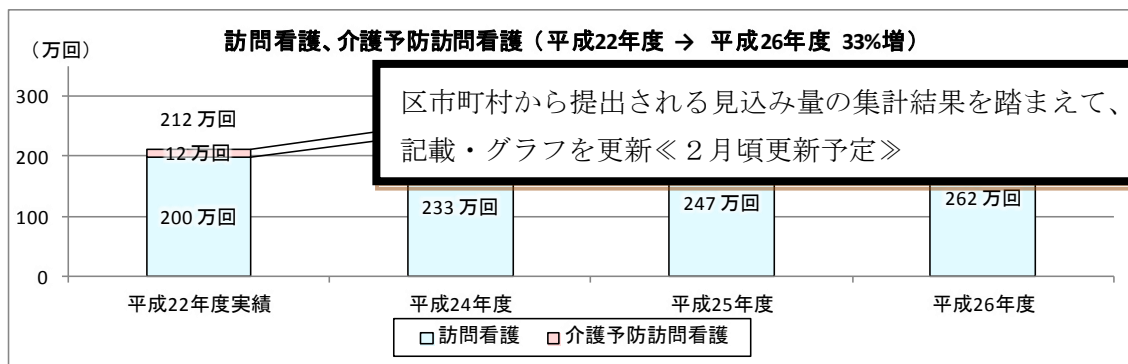 訪問看護、介護予防訪問看護（平成22年度 → 平成26年度 33%増）
（万回）
区市町村から提出される見込み量の集計結果を踏まえて、
記載・グラフを更新≪２月頃更新予定≫
300
200
100
0
212 万回
12 万回
200 万回
233 万回
247 万回
262 万回
平成22年度実績
平成24年度
平成25年度
平成26年度
訪問看護
介護予防訪問看護